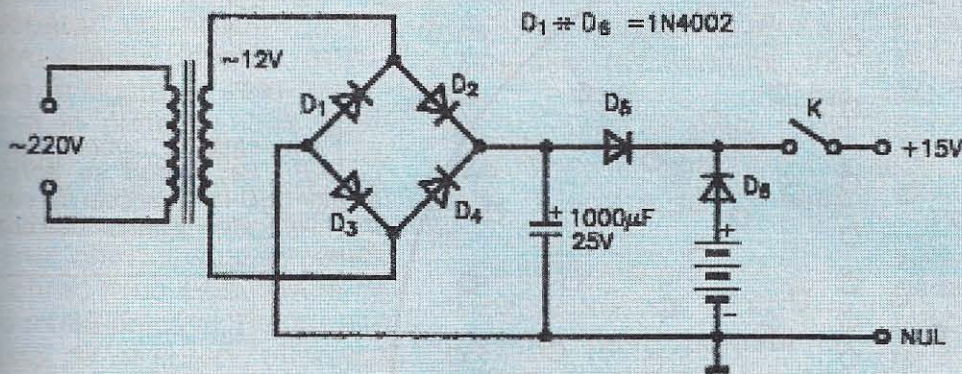 D₁ ÷ D₆ = 1N4002
~12V
D₁
D₂
D₅
K
~220V
+15V
D₃
D₄
D₆
+ 1000µF
25V
+
-
NUL